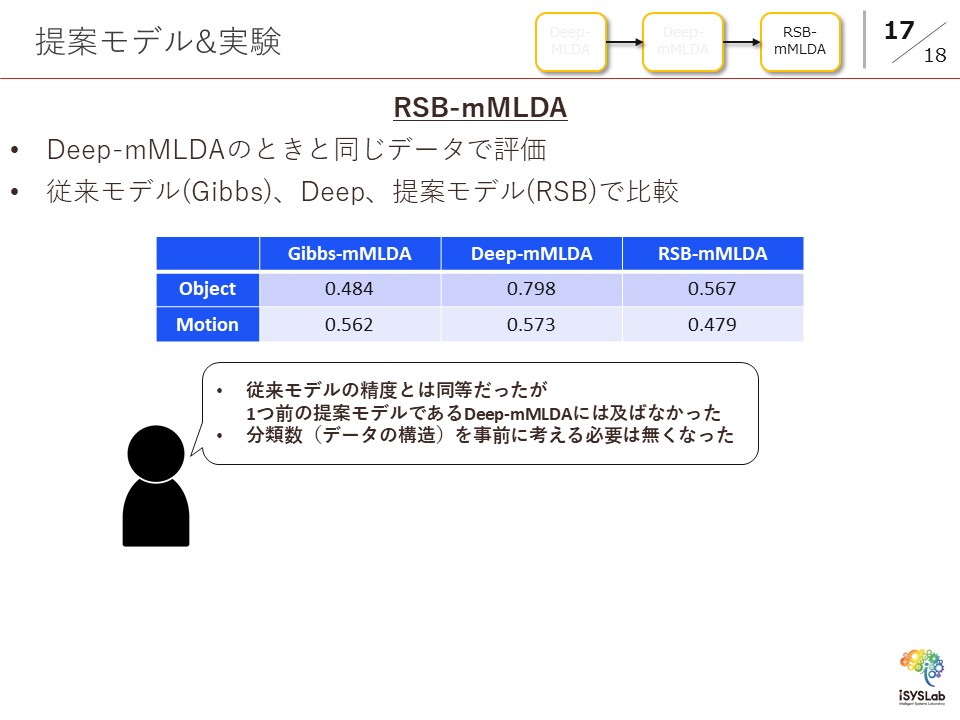 提案モデル&実験
Deep-
MLDA
Deep-
mMLDA
RSB-
mMLDA
17
18
RSB-mMLDA
• Deep-mMLDAのときと同じデータで評価
• 従来モデル(Gibbs)、Deep、提案モデル(RSB)で比較
Gibbs-mMLDA Deep-mMLDA RSB-mMLDA
Object 0.484 0.798 0.567
Motion 0.562 0.573 0.479
• 従来モデルの精度とは同等だったが
1つ前の提案モデルであるDeep-mMLDAには及ばなかった
• 分類数（データの構造）を事前に考える必要は無くなった
iSYSLab
Intelligent Systems Laboratory